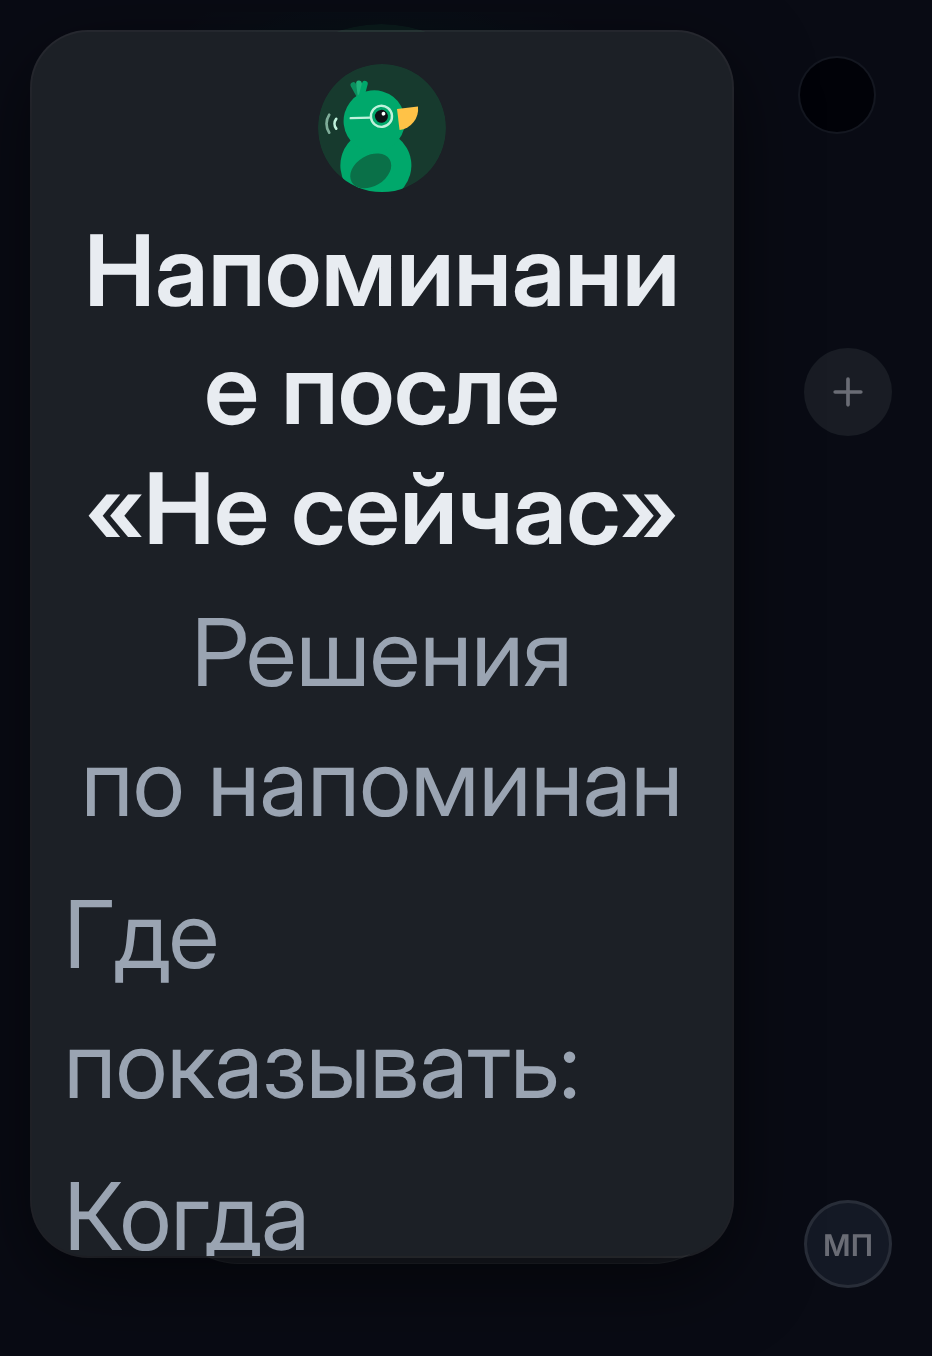 Напоминани
е после
«Не сейчас»
Решения
по напоминан
Где
показывать:
Когда
МП